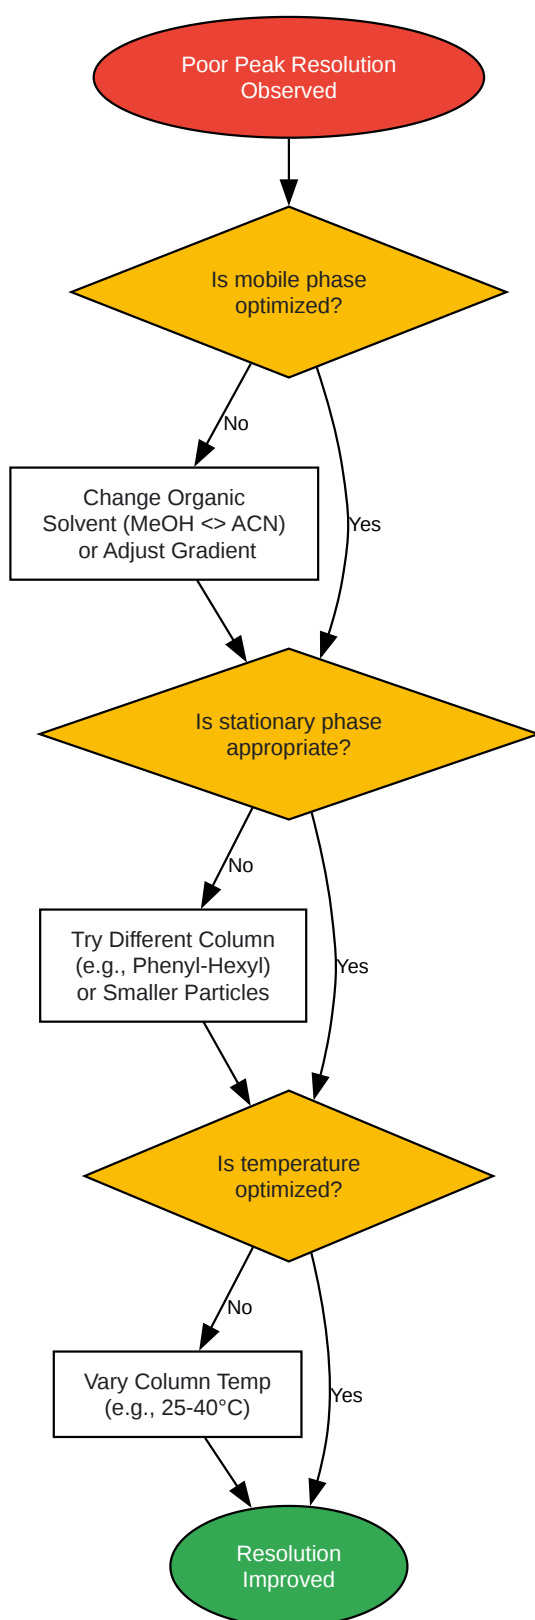 Poor Peak Resolution
Observed
Is mobile phase
optimized?
No
Change Organic
Solvent (MeOH <> ACN)
or Adjust Gradient
Yes
Is stationary phase
appropriate?
No
Try Different Column
(e.g., Phenyl-Hexyl)
or Smaller Particles
Yes
Is temperature
optimized?
No
Vary Column Temp
(e.g., 25-40°C)
Yes
Resolution
Improved